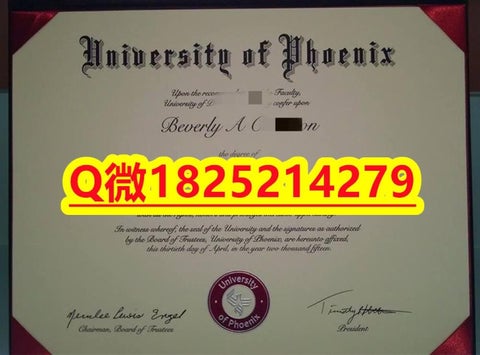 University of Phoenix
Upon the Faculty,
University of confer upon
Beverly A
the degree of
Q微1825214279
In witness whereof, the seal of the University and the signatures as authorized
by the Board of Trustees, University of Phoenix, are hereunto affixed,
this thirtieth day of April, in the year two thousand fifteen.
University
of Phoenix
Chairman, Board of Trustees
President